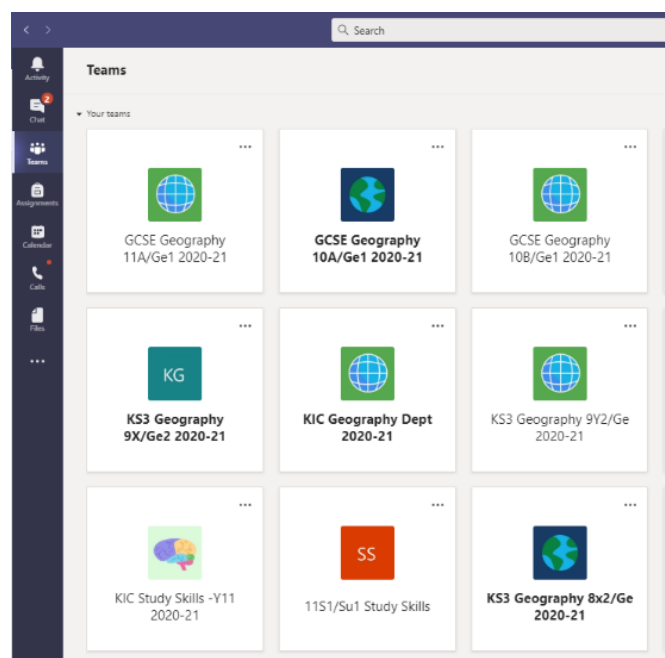 Search
Activity
Teams
2
Chat
Your teams
Teams
Assignments
Calendar
Calls
Files
GCSE Geography
11A/Ge1 2020-21
GCSE Geography
10A/Ge1 2020-21
GCSE Geography
10B/Ge1 2020-21
KG
KS3 Geography
9X/Ge2 2020-21
KIC Geography Dept
2020-21
KS3 Geography 9Y2/Ge
2020-21
KIC Study Skills -Y11
2020-21
SS
11S1/Su1 Study Skills
KS3 Geography 8x2/Ge
2020-21